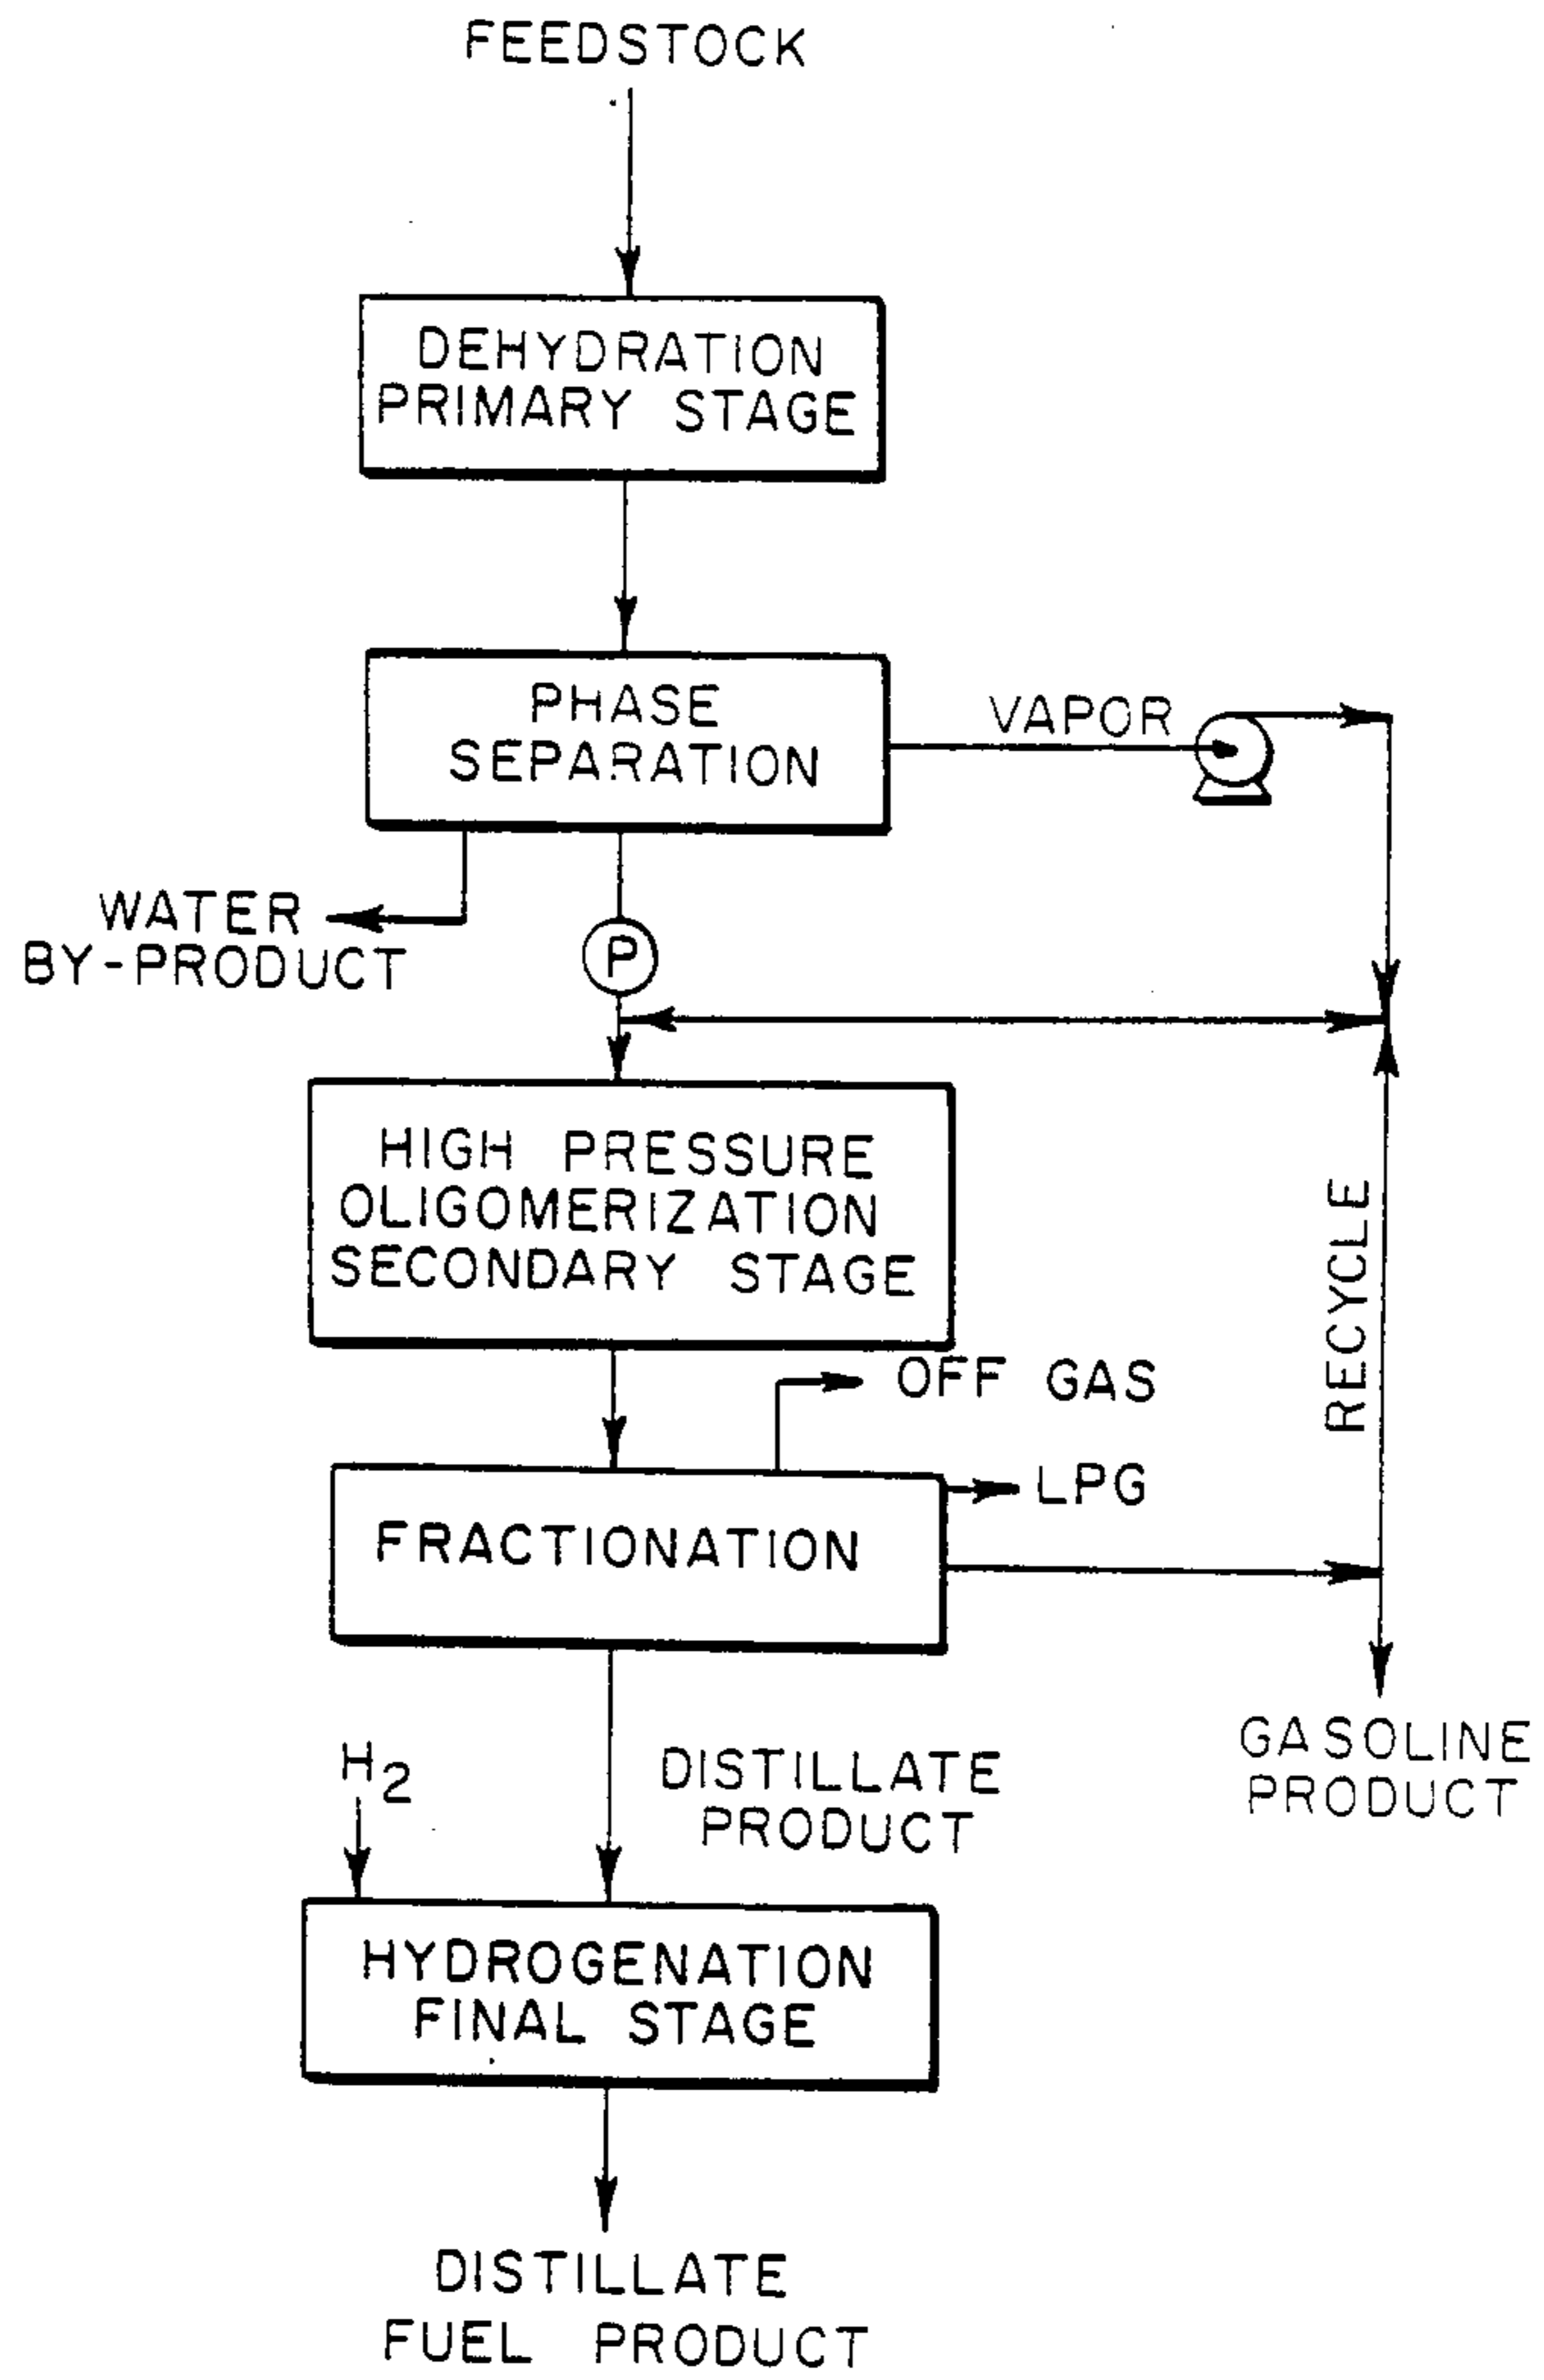 FEEDSTOCK
DEHYDRATION
PRIMARY STAGE
PHASE
SEPARATION
VAPOR
WATER
BY-PRODUCT
P
HIGH PRESSURE
OLIGOMERIZATION
SECONDARY STAGE
RECYCLE
OFF GAS
LPG
FRACTIONATION
GASOLINE
PRODUCT
H2
DISTILLATE
PRODUCT
HYDROGENATION
FINAL STAGE
DISTILLATE
FUEL PRODUCT